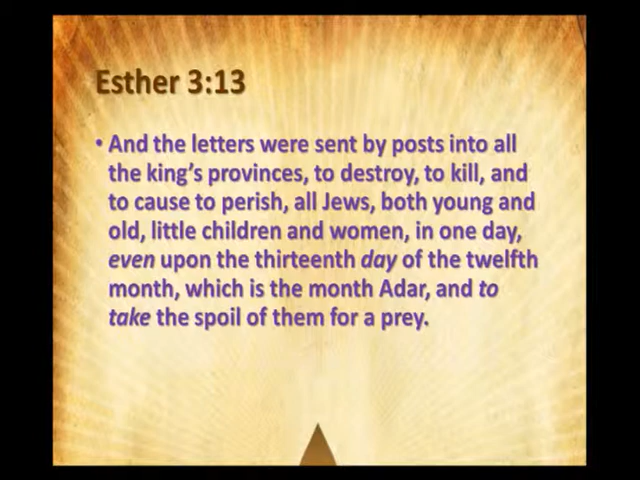 Esther 3:13
• And the letters were sent by posts into all
the king's provinces, to destroy, to kill, and
to cause to perish, all Jews, both young and
old, little children and women, in one day,
even upon the thirteenth day of the twelfth
month, which is the month Adar, and to
take the spoil of them for a prey.